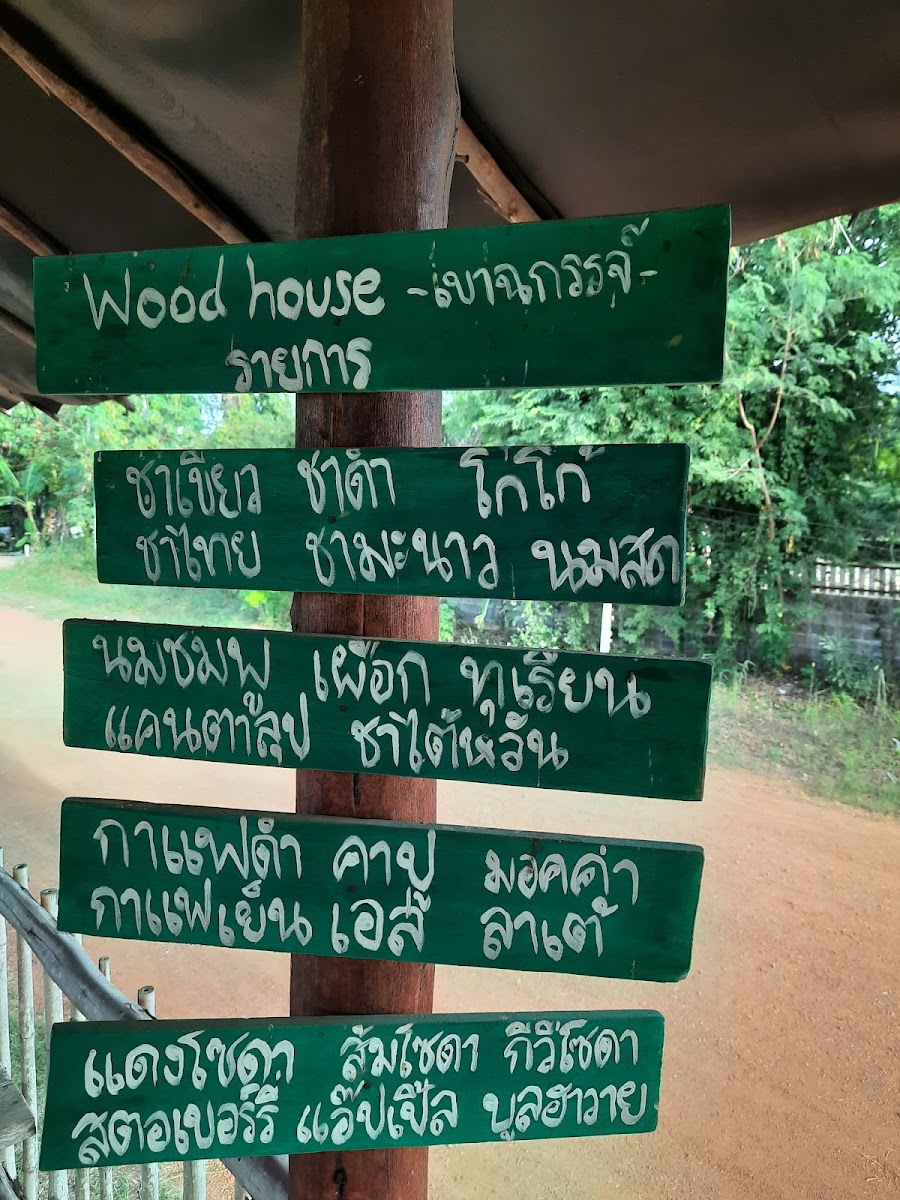 Wood house -เขาฉกรรจ์-
รายการ
ชาเขียว ชาดำ โกโก้
ชาไทย ชามะนาว นมสด
นมชมพู เผือก ทุเรียน
แคนตาลุป ชาไต้หวัน
กาแฟดำ คาปู มอคค่า
กาแฟเย็น เอส ลาเต้
แดงโซดา ส้มโซดา กีวีโซดา
สตอเบอร์รี่ แอ๊ปเปิ้ล บูลฮาวาย